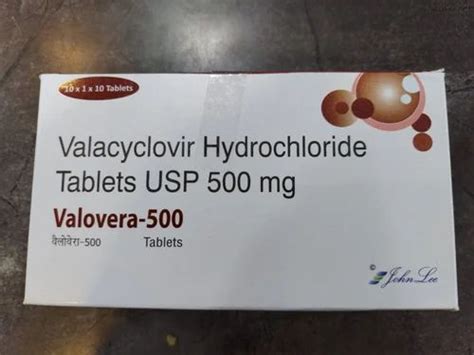 10 x 1 x 10 Tablets
Valacyclovir Hydrochloride
Tablets USP 500 mg
Valovera-500
वैलोवेरा-500 Tablets
© John Lee